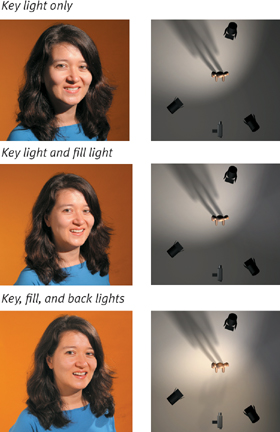 Key light only
Key light and fill light
Key, fill, and back lights